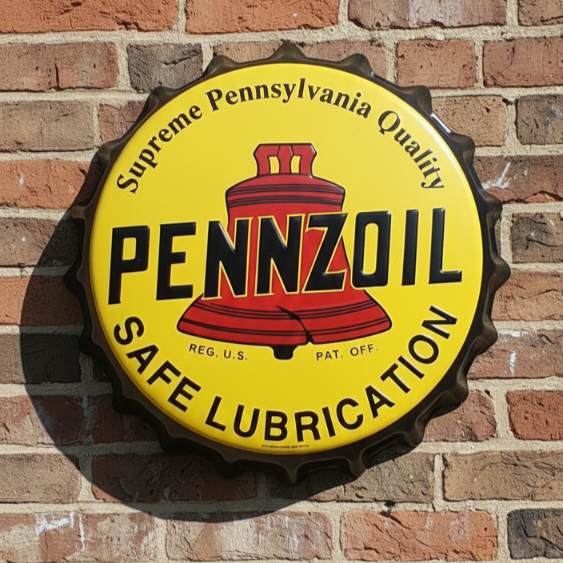 Supreme Pennsylvania Quality
PENNZOIL
REG. U.S. PAT. OFF.
SAFE LUBRICATION